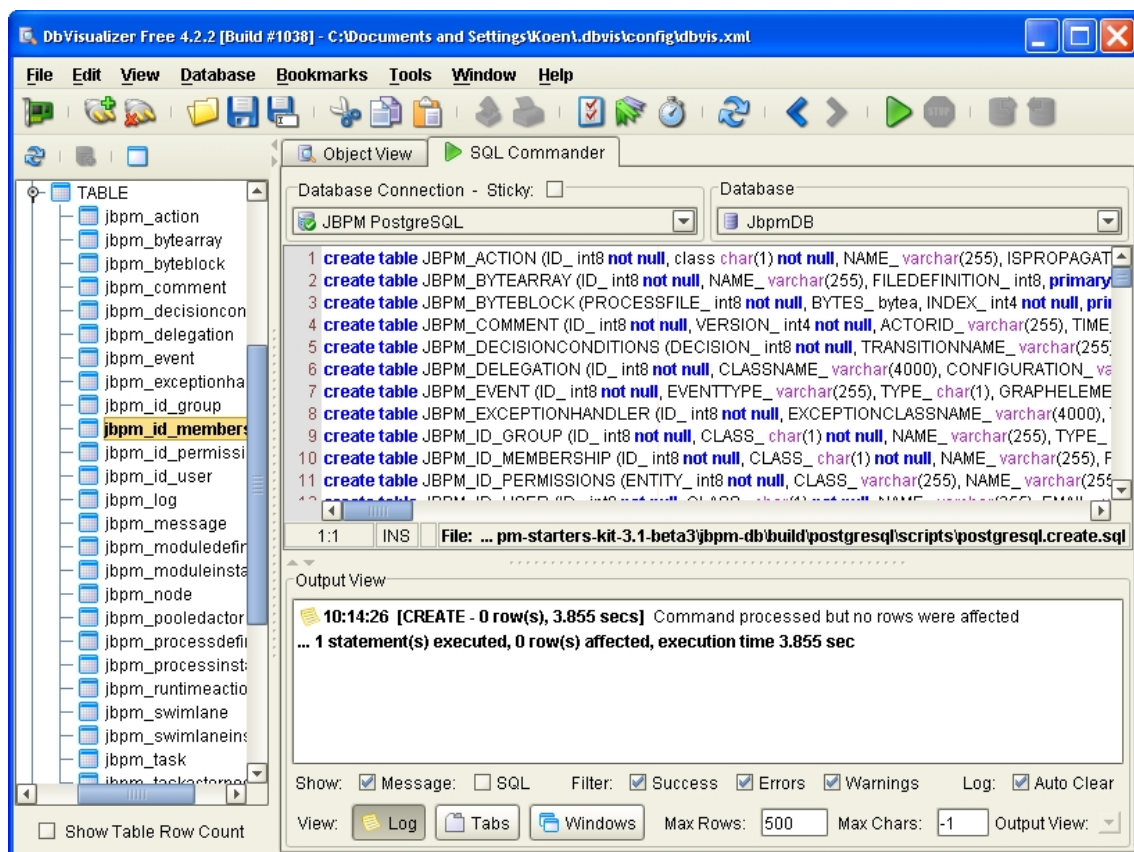 DbVisualizer Free 4.2.2 [Build #1038] - C:\Documents and Settings\Koen\.dbvis\config\dbvis.xml
File Edit View Database Bookmarks Tools Window Help
Object View SQL Commander
TABLE
jbpm_action
jbpm_bytearray
jbpm_byteblock
jbpm_comment
jbpm_decisioncon
jbpm_delegation
jbpm_event
jbpm_exceptionha
jbpm_id_group
jbpm_id_members
jbpm_id_permissi
jbpm_id_user
jbpm_log
jbpm_message
jbpm_moduledefin
jbpm_moduleinsta
jbpm_node
jbpm_pooledactor
jbpm_processdefi
jbpm_processinst
jbpm_runtimeactio
jbpm_swimlane
jbpm_swimlaneins
jbpm_task
Show Table Row Count
Database Connection - Sticky:
JBPM PostgreSQL
Database
JbpmDB
1 create table JBPM_ACTION (ID_ int8 not null, class char(1) not null, NAME_ varchar(255), ISPROPAGAT
2 create table JBPM_BYTEARRAY (ID_ int8 not null, NAME_ varchar(255), FILEDEFINITION_ int8, primary
3 create table JBPM_BYTEBLOCK (PROCESSFILE_ int8 not null, BYTES_ bytea, INDEX_ int4 not null, pri
4 create table JBPM_COMMENT (ID_ int8 not null, VERSION_ int4 not null, ACTORID_ varchar(255), TIME_
5 create table JBPM_DECISIONCONDITIONS (DECISION_ int8 not null, TRANSITIONNAME_ varchar(255)
6 create table JBPM_DELEGATION (ID_ int8 not null, CLASSNAME_ varchar(4000), CONFIGURATION_ va
7 create table JBPM_EVENT (ID_ int8 not null, EVENTTYPE_ varchar(255), TYPE_ char(1), GRAPHELEME
8 create table JBPM_EXCEPTIONHANDLER (ID_ int8 not null, EXCEPTIONCLASSNAME_ varchar(4000),
9 create table JBPM_ID_GROUP (ID_ int8 not null, CLASS_ char(1) not null, NAME_ varchar(255), TYPE_
10 create table JBPM_ID_MEMBERSHIP (ID_ int8 not null, CLASS_ char(1) not null, NAME_ varchar(255),
11 create table JBPM_ID_PERMISSIONS (ENTITY_ int8 not null, CLASS_ varchar(255), NAME_ varchar(255
1:1 INS File: ... pm-starters-kit-3.1-beta3\jbpm-db\build\postgresql\scripts\postgresql.create.sql
Output View
10:14:26 [CREATE - 0 row(s), 3.855 secs] Command processed but no rows were affected
... 1 statement(s) executed, 0 row(s) affected, execution time 3.855 sec
Show: Message: SQL Filter: Success Errors Warnings Log: Auto Clear
View: Log Tabs Windows Max Rows: 500 Max Chars: -1 Output View: